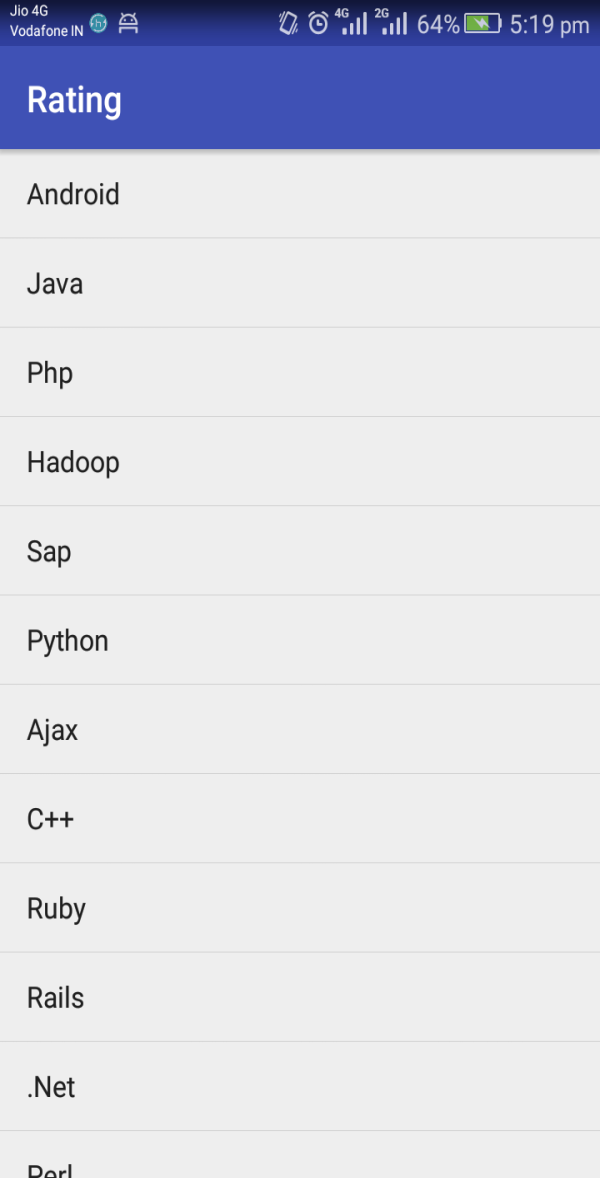 Jio 4G
Vodafone IN
4G 2G 64% 5:19 pm
Rating
Android
Java
Php
Hadoop
Sap
Python
Ajax
C++
Ruby
Rails
.Net
Perl